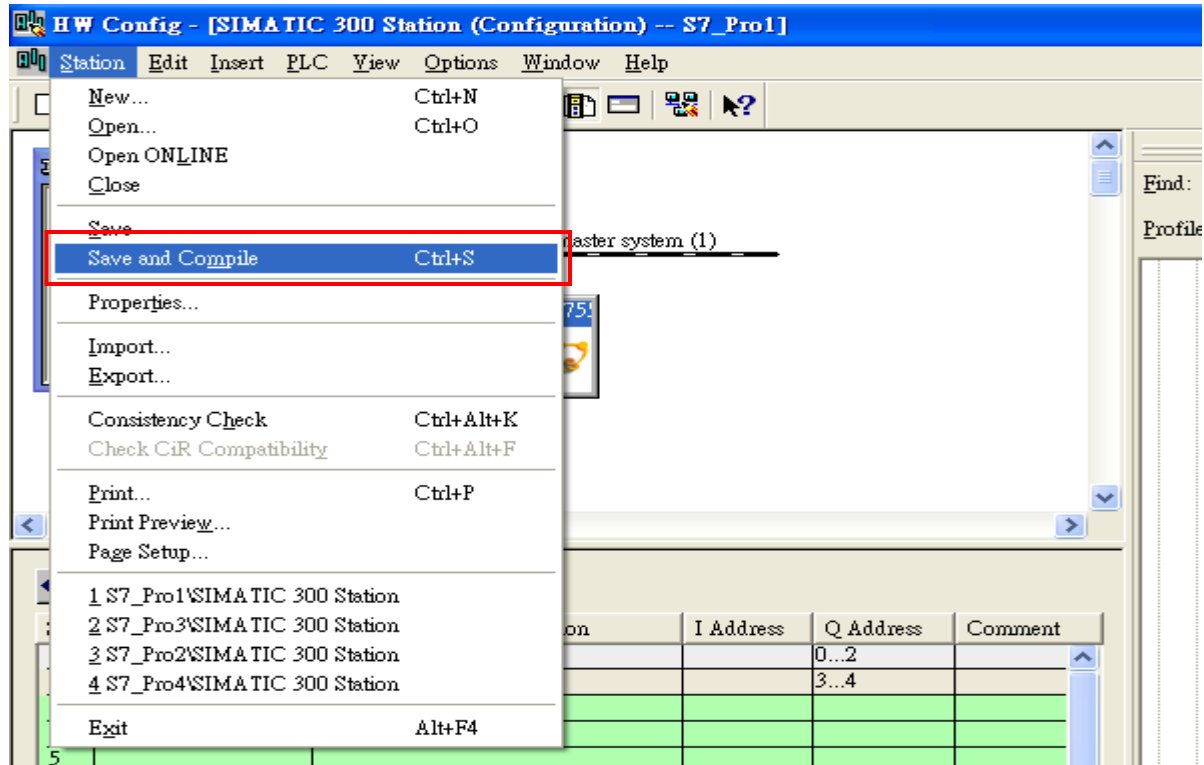 HW Config - [SIMATIC 300 Station (Configuration) -- S7_Pro1]
Station Edit Insert PLC View Options Window Help
New... Ctrl+N
Open... Ctrl+O
Open ONLINE
Close
Save
Save and Compile Ctrl+S
Properties...
Import...
Export...
Consistency Check Ctrl+Alt+K
Check CiR Compatibility Ctrl+Alt+F
Print... Ctrl+P
Print Preview...
Page Setup...
1 S7_Pro1\SIMATIC 300 Station
2 S7_Pro3\SIMATIC 300 Station
3 S7_Pro2\SIMATIC 300 Station
4 S7_Pro4\SIMATIC 300 Station
Exit Alt+F4
master system (1)
755
Find:
Profile
on I Address Q Address Comment
0...2
3...4
5